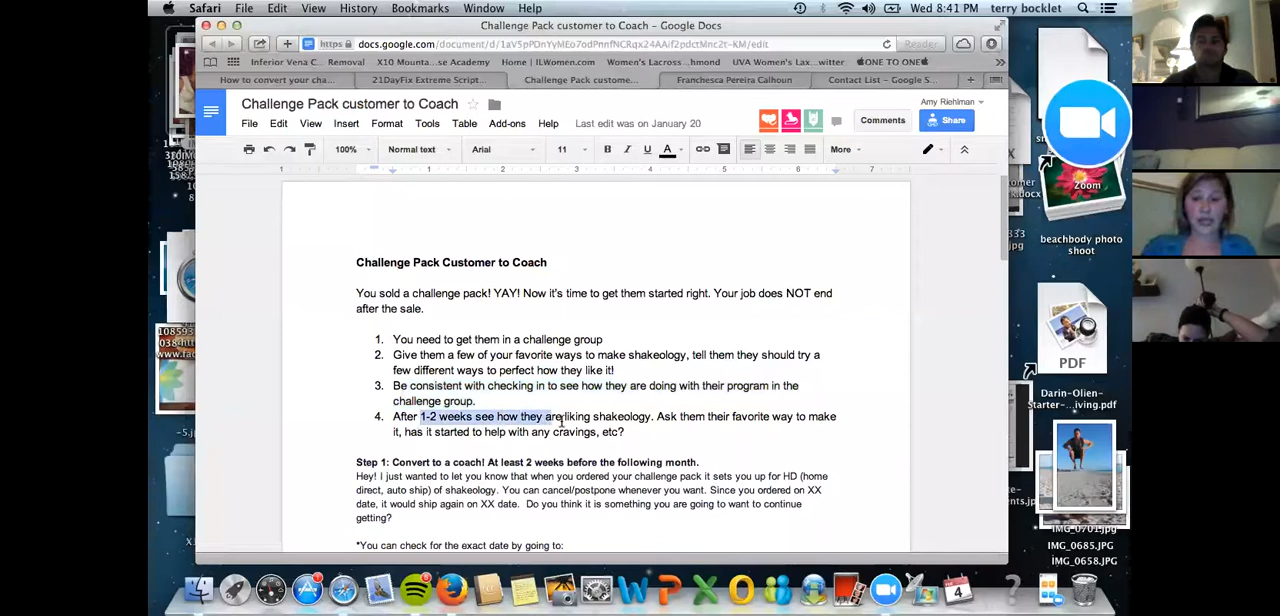 Safari File Edit View History Bookmarks Window Help Wed 8:41 PM terry bocklet
Challenge Pack customer to Coach – Google Docs
https docs.google.com/document/d/1aV5pPDnYyMEo7odPnnfNCRqx24AAif2pdctMnc2t-KM/edit Reader
Inferior Vena C...Removal X10 Mounta...se Academy Home | ILWomen.com Women's Lacross...hmond UVA Women's Lax...witter ONE TO ONE
How to convert your cha... 21DayFix Extreme Script... Challenge Pack custome... Franchesca Pereira Calhoun Contact List – Google S...
Challenge Pack customer to Coach Amy Riehlman
File Edit View Insert Format Tools Table Add-ons Help Last edit was on January 20 Comments Share
100% Normal text Arial 11 B I U A More
1 1 2 3 4 5 6 7
Challenge Pack Customer to Coach
You sold a challenge pack! YAY! Now it's time to get them started right. Your job does NOT end
after the sale.
1. You need to get them in a challenge group
2. Give them a few of your favorite ways to make shakeology, tell them they should try a
few different ways to perfect how they like it!
3. Be consistent with checking in to see how they are doing with their program in the
challenge group.
4. After 1-2 weeks see how they are liking shakeology. Ask them their favorite way to make
it, has it started to help with any cravings, etc?
Step 1: Convert to a coach! At least 2 weeks before the following month.
Hey! I just wanted to let you know that when you ordered your challenge pack it sets you up for HD (home
direct, auto ship) of shakeology. You can cancel/postpone whenever you want. Since you ordered on XX
date, it would ship again on XX date. Do you think it is something you are going to want to continue
getting?
*You can check for the exact date by going to:
Zoom
beachbody photo
shoot
PDF
Darin-Olien-
Starter-...iving.pdf
IMG_0701.jpg
IMG_0685.JPG
IMG_0658.JPG